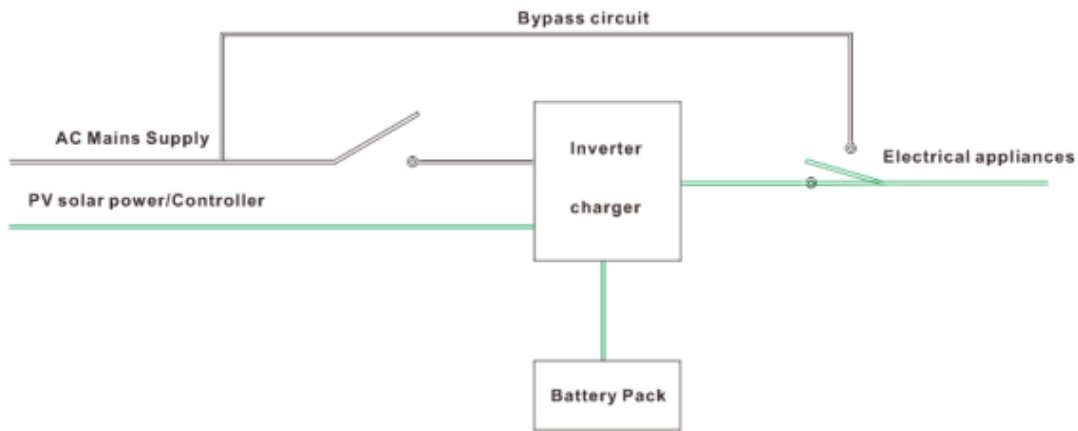 Bypass circuit
AC Mains Supply
Inverter
charger
Electrical appliances
PV solar power/Controller
Battery Pack